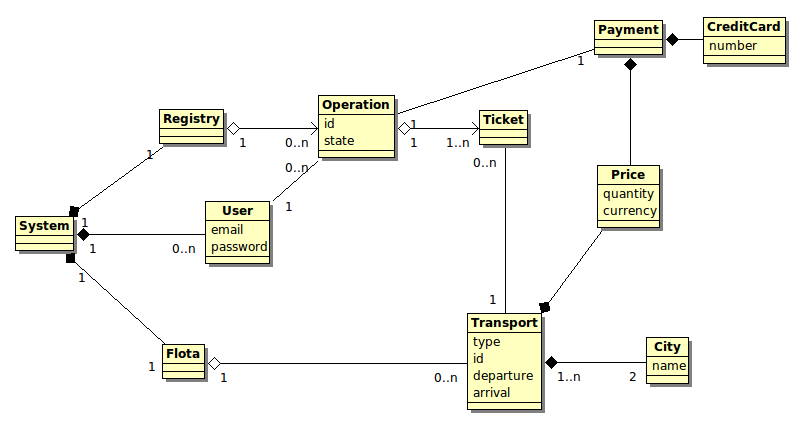 Payment
CreditCard
number
1
Operation
id
state
Registry
1
0..n
1
1
1..n
Ticket
1
0..n
0..n
Price
quantity
currency
1
User
email
password
System
1
1
0..n
1
1
Transport
type
id
departure
arrival
Flota
1
1
0..n
City
name
1..n
2